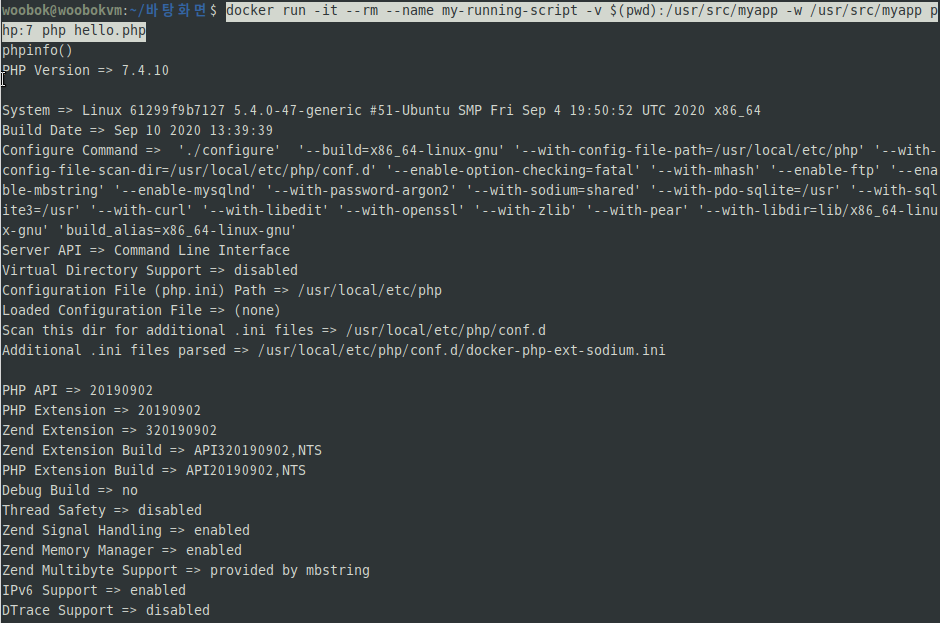 woobok@woobokvm:~/바탕화면$ docker run -it --rm --name my-running-script -v $(pwd):/usr/src/myapp -w /usr/src/myapp p
hp:7 php hello.php
phpinfo()
PHP Version => 7.4.10
System => Linux 61299f9b7127 5.4.0-47-generic #51-Ubuntu SMP Fri Sep 4 19:50:52 UTC 2020 x86_64
Build Date => Sep 10 2020 13:39:39
Configure Command =>  './configure'  '--build=x86_64-linux-gnu' '--with-config-file-path=/usr/local/etc/php' '--with-
config-file-scan-dir=/usr/local/etc/php/conf.d' '--enable-option-checking=fatal' '--with-mhash' '--enable-ftp' '--ena
ble-mbstring' '--enable-mysqlnd' '--with-password-argon2' '--with-sodium=shared' '--with-pdo-sqlite=/usr' '--with-sql
ite3=/usr' '--with-curl' '--with-libedit' '--with-openssl' '--with-zlib' '--with-pear' '--with-libdir=lib/x86_64-linu
x-gnu' 'build_alias=x86_64-linux-gnu'
Server API => Command Line Interface
Virtual Directory Support => disabled
Configuration File (php.ini) Path => /usr/local/etc/php
Loaded Configuration File => (none)
Scan this dir for additional .ini files => /usr/local/etc/php/conf.d
Additional .ini files parsed => /usr/local/etc/php/conf.d/docker-php-ext-sodium.ini
PHP API => 20190902
PHP Extension => 20190902
Zend Extension => 320190902
Zend Extension Build => API320190902,NTS
PHP Extension Build => API20190902,NTS
Debug Build => no
Thread Safety => disabled
Zend Signal Handling => enabled
Zend Memory Manager => enabled
Zend Multibyte Support => provided by mbstring
IPv6 Support => enabled
DTrace Support => disabled